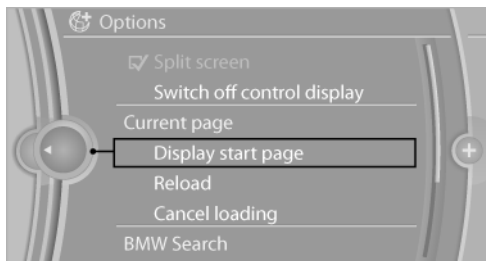 Options
Split screen
Switch off control display
Current page
Display start page
Reload
Cancel loading
BMW Search